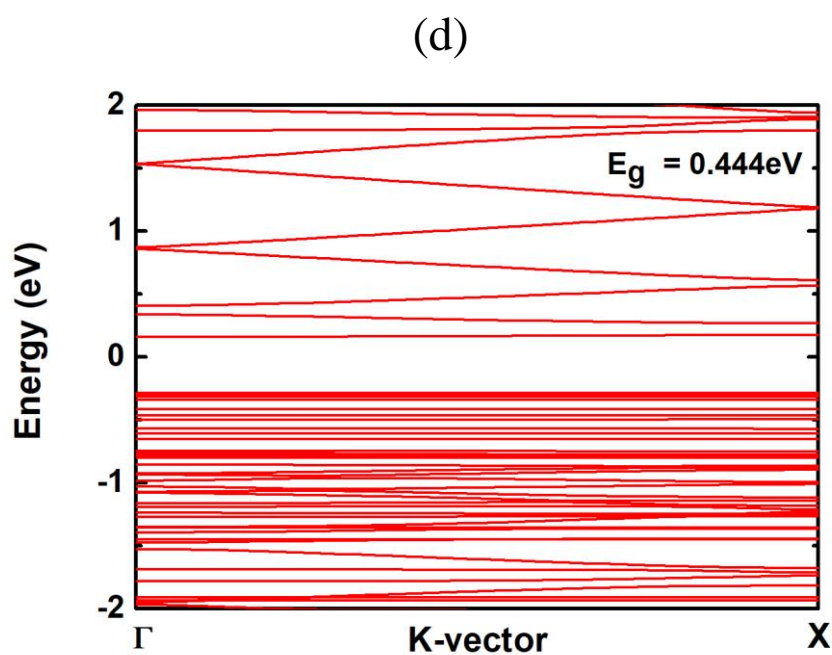 (d)
2
E_g = 0.444eV
1
Energy (eV)
0
-1
-2
Γ
K-vector
X